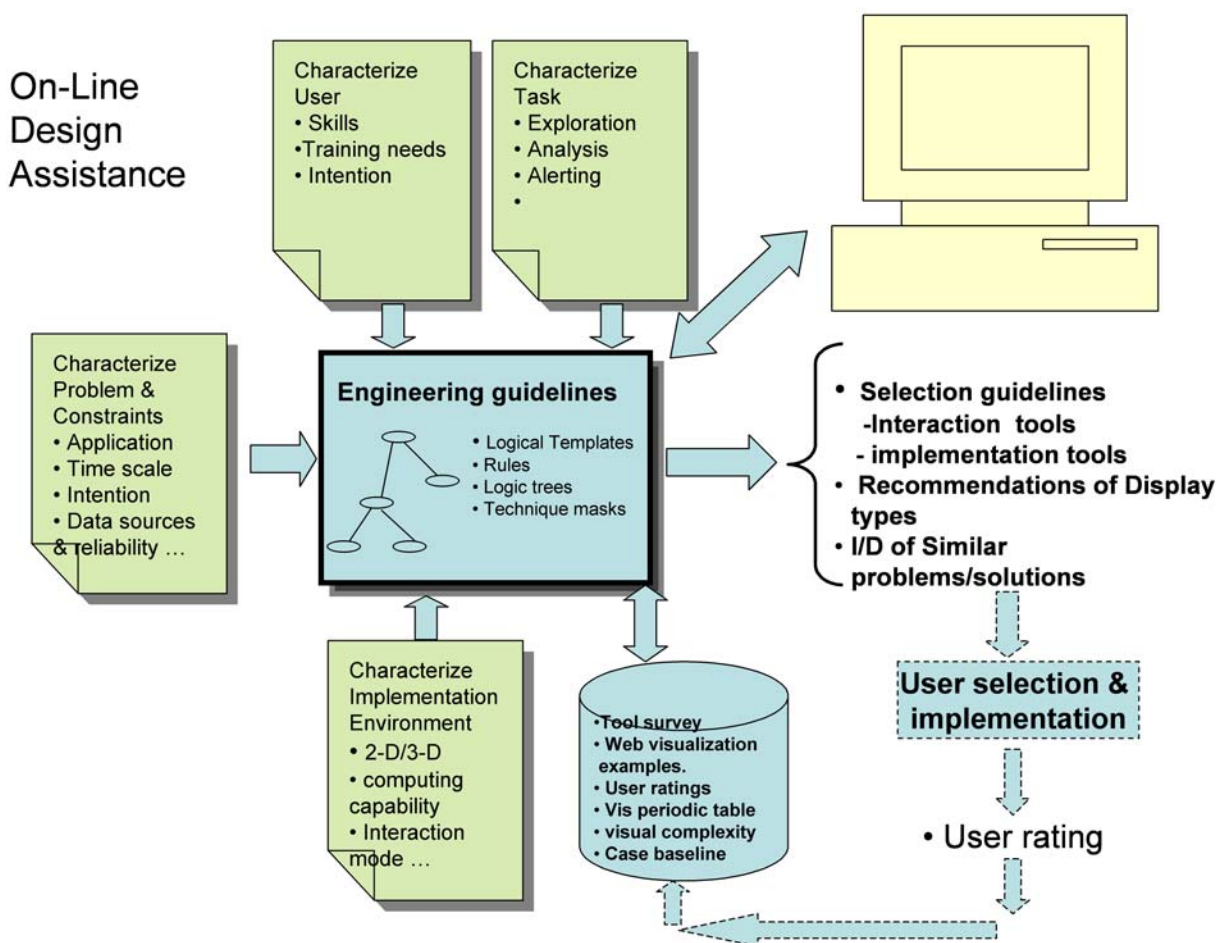 On-Line
Design
Assistance
Characterize
User
• Skills
•Training needs
• Intention
Characterize
Task
• Exploration
• Analysis
• Alerting
•
Characterize
Problem &
Constraints
• Application
• Time scale
• Intention
• Data sources
& reliability …
Engineering guidelines
• Logical Templates
• Rules
• Logic trees
• Technique masks
• Selection guidelines
-Interaction tools
- implementation tools
• Recommendations of Display
types
• I/D of Similar
problems/solutions
Characterize
Implementation
Environment
• 2-D/3-D
• computing
capability
• Interaction
mode …
•Tool survey
• Web visualization
examples.
• User ratings
• Vis periodic table
• visual complexity
• Case baseline
User selection &
implementation
• User rating